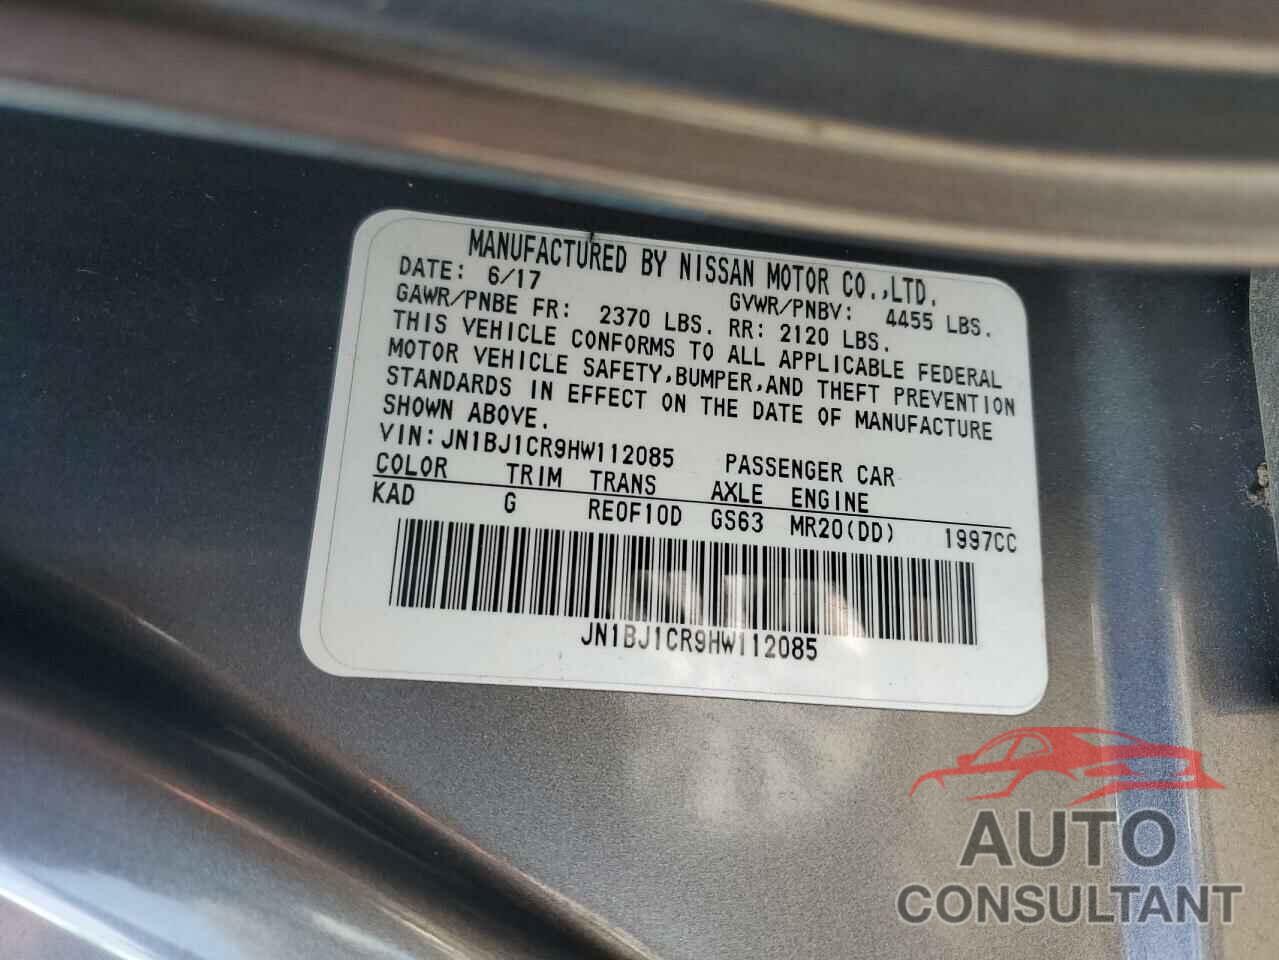 MANUFACTURED BY NISSAN MOTOR CO.,LTD.
DATE: 6/17 GVWR/PNBV: 4455 LBS.
GAWR/PNBE FR: 2370 LBS. RR: 2120 LBS.
THIS VEHICLE CONFORMS TO ALL APPLICABLE FEDERAL
MOTOR VEHICLE SAFETY,BUMPER,AND THEFT PREVENTION
STANDARDS IN EFFECT ON THE DATE OF MANUFACTURE
SHOWN ABOVE.
VIN:JN1BJ1CR9HW112085 PASSENGER CAR
COLOR TRIM TRANS AXLE ENGINE
KAD G RE0F10D GS63 MR20(DD) 1997CC
JN1BJ1CR9HW112085
AUTO
CONSULTANT